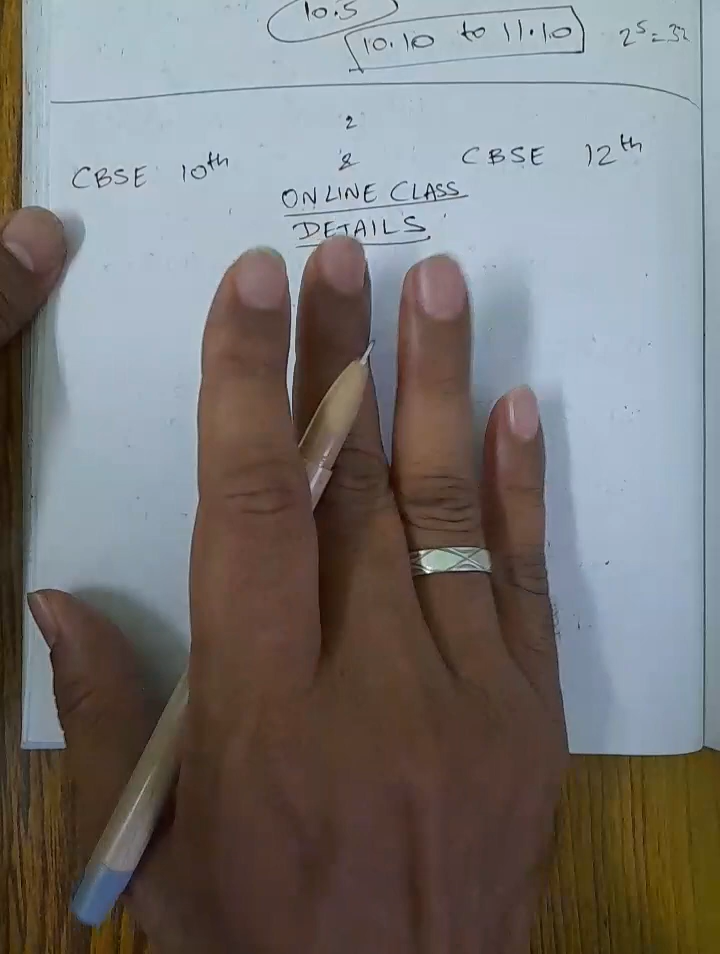 10.5
10.10 to 11.10 2⁵=32
2
&
CBSE 10th
CBSE 12th
ONLINE CLASS
DETAILS